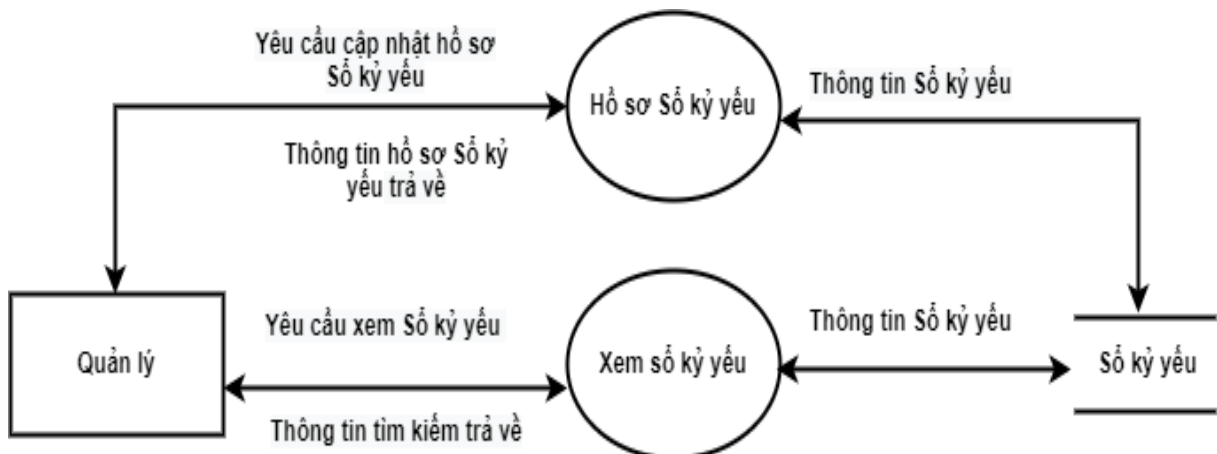 Yêu cầu cập nhật hồ sơ
Sổ kỷ yếu
Hồ sơ Sổ kỷ yếu
Thông tin Sổ kỷ yếu
Thông tin hồ sơ Sổ kỷ
yếu trả về
Yêu cầu xem Sổ kỷ yếu
Thông tin Sổ kỷ yếu
Quản lý
Xem sổ kỷ yếu
Sổ kỷ yếu
Thông tin tìm kiếm trả về